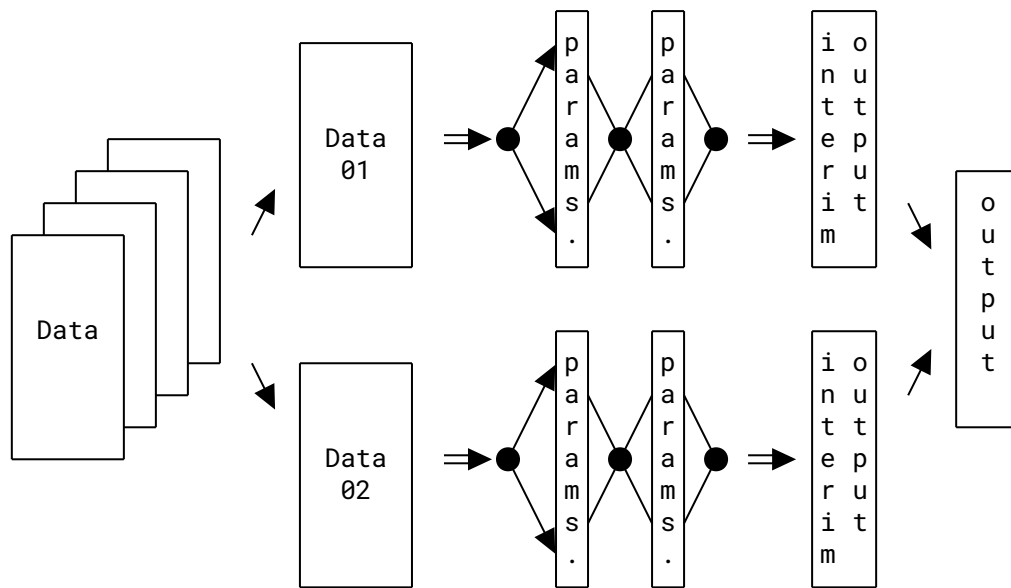 Data
Data
01
params.
params.
interim
output
Data
02
params.
params.
interim
output
output